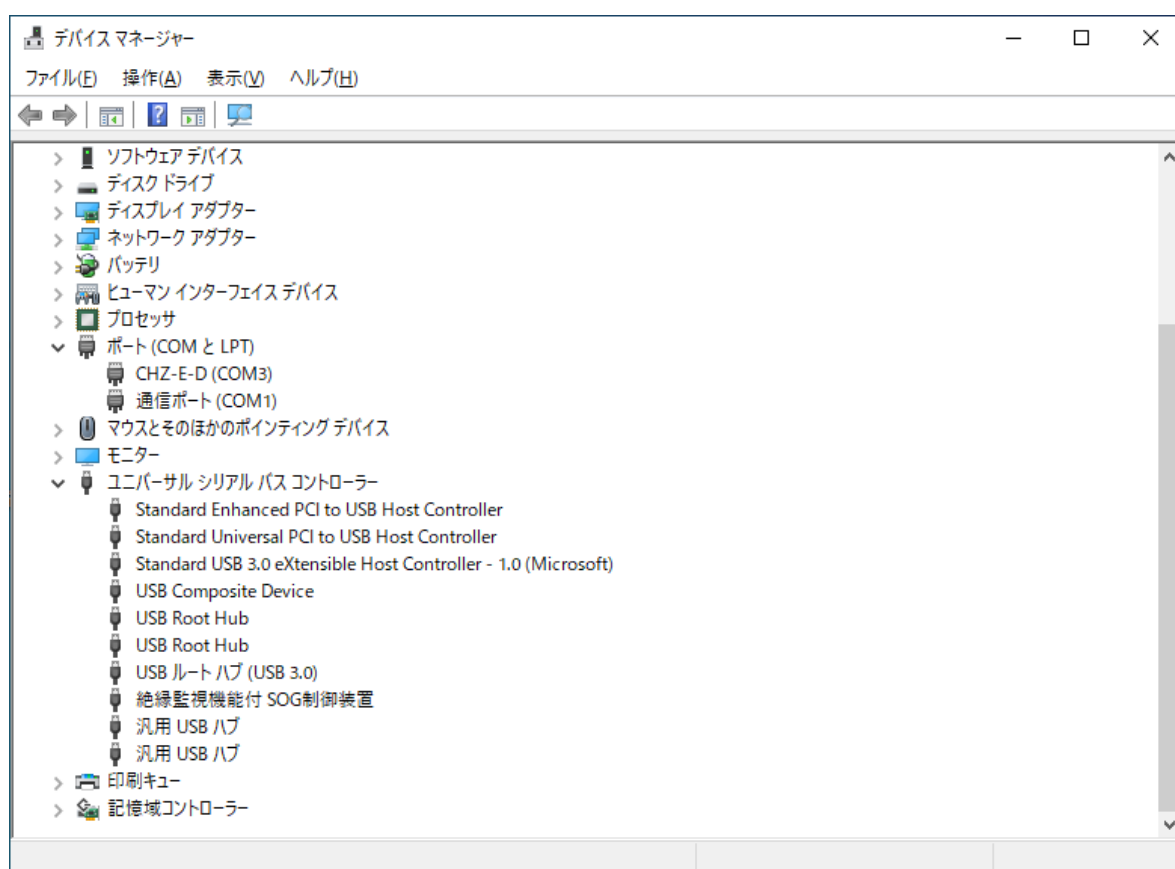 デバイス マネージャー
ファイル(F) 操作(A) 表示(V) ヘルプ(H)
ソフトウェア デバイス
ディスク ドライブ
ディスプレイ アダプター
ネットワーク アダプター
バッテリ
ヒューマン インターフェイス デバイス
プロセッサ
ポート (COM と LPT)
CHZ-E-D (COM3)
通信ポート (COM1)
マウスとそのほかのポインティング デバイス
モニター
ユニバーサル シリアル バス コントローラー
Standard Enhanced PCI to USB Host Controller
Standard Universal PCI to USB Host Controller
Standard USB 3.0 eXtensible Host Controller - 1.0 (Microsoft)
USB Composite Device
USB Root Hub
USB Root Hub
USB ルート ハブ (USB 3.0)
絶縁監視機能付 SOG制御装置
汎用 USB ハブ
汎用 USB ハブ
印刷キュー
記憶域コントローラー